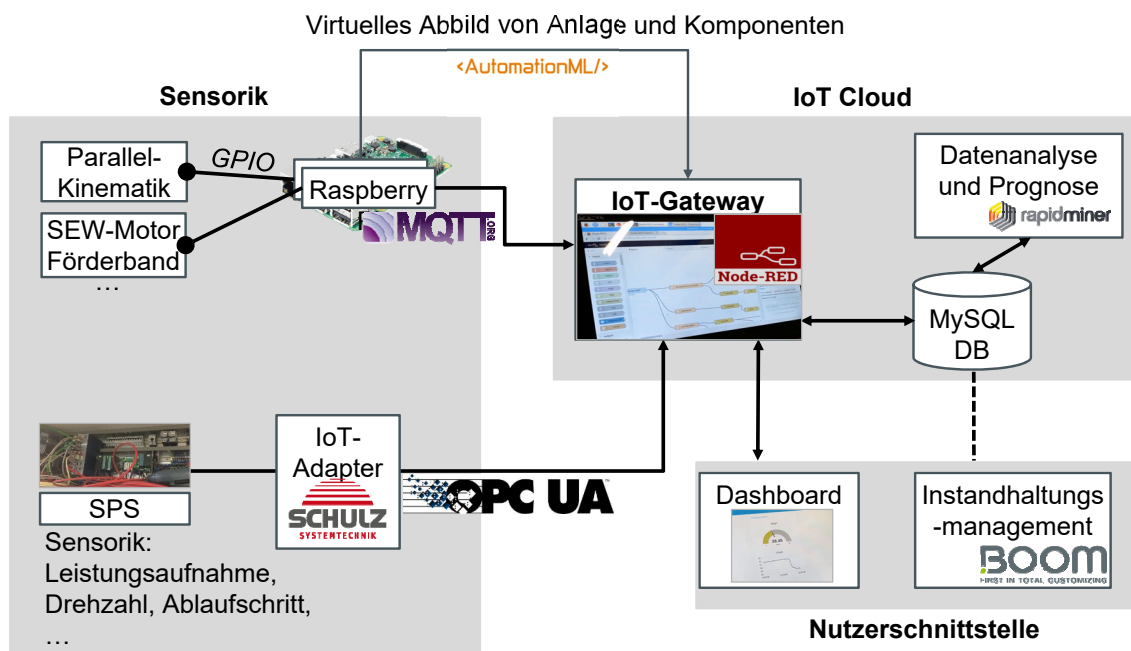 Virtuelles Abbild von Anlage und Komponenten
<AutomationML/>
Sensorik
IoT Cloud
Parallel-
Kinematik
GPIO
Raspberry
MQTT
.ORG
SEW-Motor
Förderband
…
IoT-Gateway
Node-RED
Datenanalyse
und Prognose
rapidminer
MySQL
DB
SPS
IoT-
Adapter
SCHULZ
SYSTEMTECHNIK
OPC UA™
Sensorik:
Leistungsaufnahme,
Drehzahl, Ablaufschritt,
…
Dashboard
Instandhaltungs
-management
BOOM
FIRST IN TOTAL CUSTOMIZING
Nutzerschnittstelle